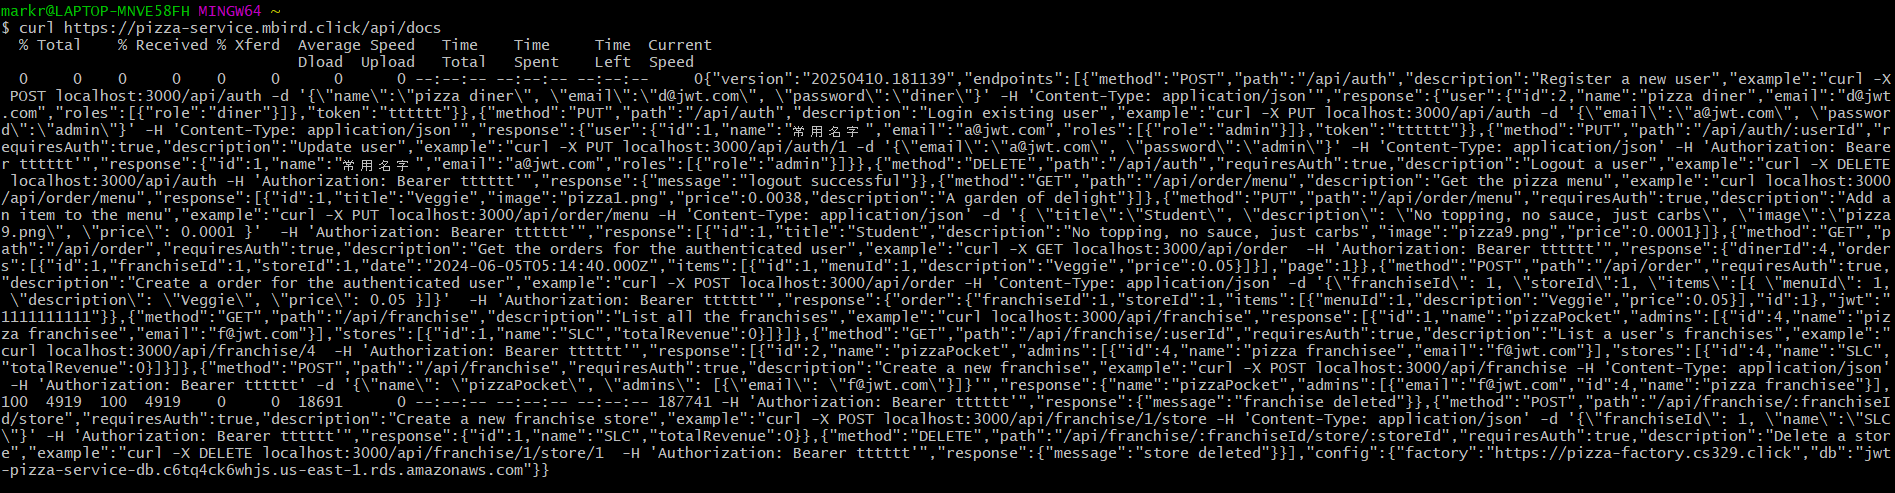 markr@LAPTOP-MNVE58FH MINGW64 ~
$ curl https://pizza-service.mbird.click/api/docs
  % Total    % Received % Xferd  Average Speed   Time    Time     Time  Current
                                 Dload  Upload   Total   Spent    Left  Speed
  0     0    0     0    0     0      0      0 --:--:-- --:--:-- --:--:--     0{"version":"20250410.181139","endpoints":[{"method":"POST","path":"/api/auth","description":"Register a new user","example":"curl -X
 POST localhost:3000/api/auth -d '{\"name\":\"pizza diner\", \"email\":\"d@jwt.com\", \"password\":\"diner\"}' -H 'Content-Type: application/json'","response":{"user":{"id":2,"name":"pizza diner","email":"d@jwt
.com","roles":[{"role":"diner"}]},"token":"tttttt"}},{"method":"PUT","path":"/api/auth","description":"Login existing user","example":"curl -X PUT localhost:3000/api/auth -d '{\"email\":\"a@jwt.com\", \"passwor
d\":\"admin\"}' -H 'Content-Type: application/json'","response":{"user":{"id":1,"name":"常用名字","email":"a@jwt.com","roles":[{"role":"admin"}]},"token":"tttttt"}},{"method":"PUT","path":"/api/auth/:userId","r
equiresAuth":true,"description":"Update user","example":"curl -X PUT localhost:3000/api/auth/1 -d '{\"email\":\"a@jwt.com\", \"password\":\"admin\"}' -H 'Content-Type: application/json' -H 'Authorization: Beare
r tttttt'","response":{"id":1,"name":"常用名字","email":"a@jwt.com","roles":[{"role":"admin"}]}},{"method":"DELETE","path":"/api/auth","requiresAuth":true,"description":"Logout a user","example":"curl -X DELETE
 localhost:3000/api/auth -H 'Authorization: Bearer tttttt'","response":{"message":"logout successful"}},{"method":"GET","path":"/api/order/menu","description":"Get the pizza menu","example":"curl localhost:3000
/api/order/menu","response":[{"id":1,"title":"Veggie","image":"pizza1.png","price":0.0038,"description":"A garden of delight"}]},{"method":"PUT","path":"/api/order/menu","requiresAuth":true,"description":"Add a
n item to the menu","example":"curl -X PUT localhost:3000/api/order/menu -H 'Content-Type: application/json' -d '{ \"title\":\"Student\", \"description\": \"No topping, no sauce, just carbs\", \"image\":\"pizza
9.png\", \"price\": 0.0001 }'  -H 'Authorization: Bearer tttttt'","response":[{"id":1,"title":"Student","description":"No topping, no sauce, just carbs","image":"pizza9.png","price":0.0001}]},{"method":"GET","p
ath":"/api/order","requiresAuth":true,"description":"Get the orders for the authenticated user","example":"curl -X GET localhost:3000/api/order  -H 'Authorization: Bearer tttttt'","response":{"dinerId":4,"order
s":[{"id":1,"franchiseId":1,"storeId":1,"date":"2024-06-05T05:14:40.000Z","items":[{"id":1,"menuId":1,"description":"Veggie","price":0.05}]}],"page":1}},{"method":"POST","path":"/api/order","requiresAuth":true,
"description":"Create a order for the authenticated user","example":"curl -X POST localhost:3000/api/order -H 'Content-Type: application/json' -d '{\"franchiseId\": 1, \"storeId\":1, \"items\":[{ \"menuId\": 1,
 \"description\": \"Veggie\", \"price\": 0.05 }]}'  -H 'Authorization: Bearer tttttt'","response":{"order":{"franchiseId":1,"storeId":1,"items":[{"menuId":1,"description":"Veggie","price":0.05}],"id":1},"jwt":"
1111111111"}},{"method":"GET","path":"/api/franchise","description":"List all the franchises","example":"curl localhost:3000/api/franchise","response":[{"id":1,"name":"pizzaPocket","admins":[{"id":4,"name":"piz
za franchisee","email":"f@jwt.com"}],"stores":[{"id":1,"name":"SLC","totalRevenue":0}]}]},{"method":"GET","path":"/api/franchise/:userId","requiresAuth":true,"description":"List a user's franchises","example":"
curl localhost:3000/api/franchise/4  -H 'Authorization: Bearer tttttt'","response":[{"id":2,"name":"pizzaPocket","admins":[{"id":4,"name":"pizza franchisee","email":"f@jwt.com"}],"stores":[{"id":4,"name":"SLC",
"totalRevenue":0}]}]},{"method":"POST","path":"/api/franchise","requiresAuth":true,"description":"Create a new franchise","example":"curl -X POST localhost:3000/api/franchise -H 'Content-Type: application/json'
 -H 'Authorization: Bearer tttttt' -d '{\"name\": \"pizzaPocket\", \"admins\": [{\"email\": \"f@jwt.com\"}]}'","response":{"name":"pizzaPocket","admins":[{"email":"f@jwt.com","id":4,"name":"pizza franchisee"}],
100  4919  100  4919    0     0  18691      0 --:--:-- --:--:-- --:--:-- 187741 -H 'Authorization: Bearer tttttt'","response":{"message":"franchise deleted"}},{"method":"POST","path":"/api/franchise/:franchiseI
d/store","requiresAuth":true,"description":"Create a new franchise store","example":"curl -X POST localhost:3000/api/franchise/1/store -H 'Content-Type: application/json' -d '{\"franchiseId\": 1, \"name\":\"SLC
\"}' -H 'Authorization: Bearer tttttt'","response":{"id":1,"name":"SLC","totalRevenue":0}},{"method":"DELETE","path":"/api/franchise/:franchiseId/store/:storeId","requiresAuth":true,"description":"Delete a stor
e","example":"curl -X DELETE localhost:3000/api/franchise/1/store/1  -H 'Authorization: Bearer tttttt'","response":{"message":"store deleted"}}],"config":{"factory":"https://pizza-factory.cs329.click","db":"jwt
-pizza-service-db.c6tq4ck6whjs.us-east-1.rds.amazonaws.com"}}